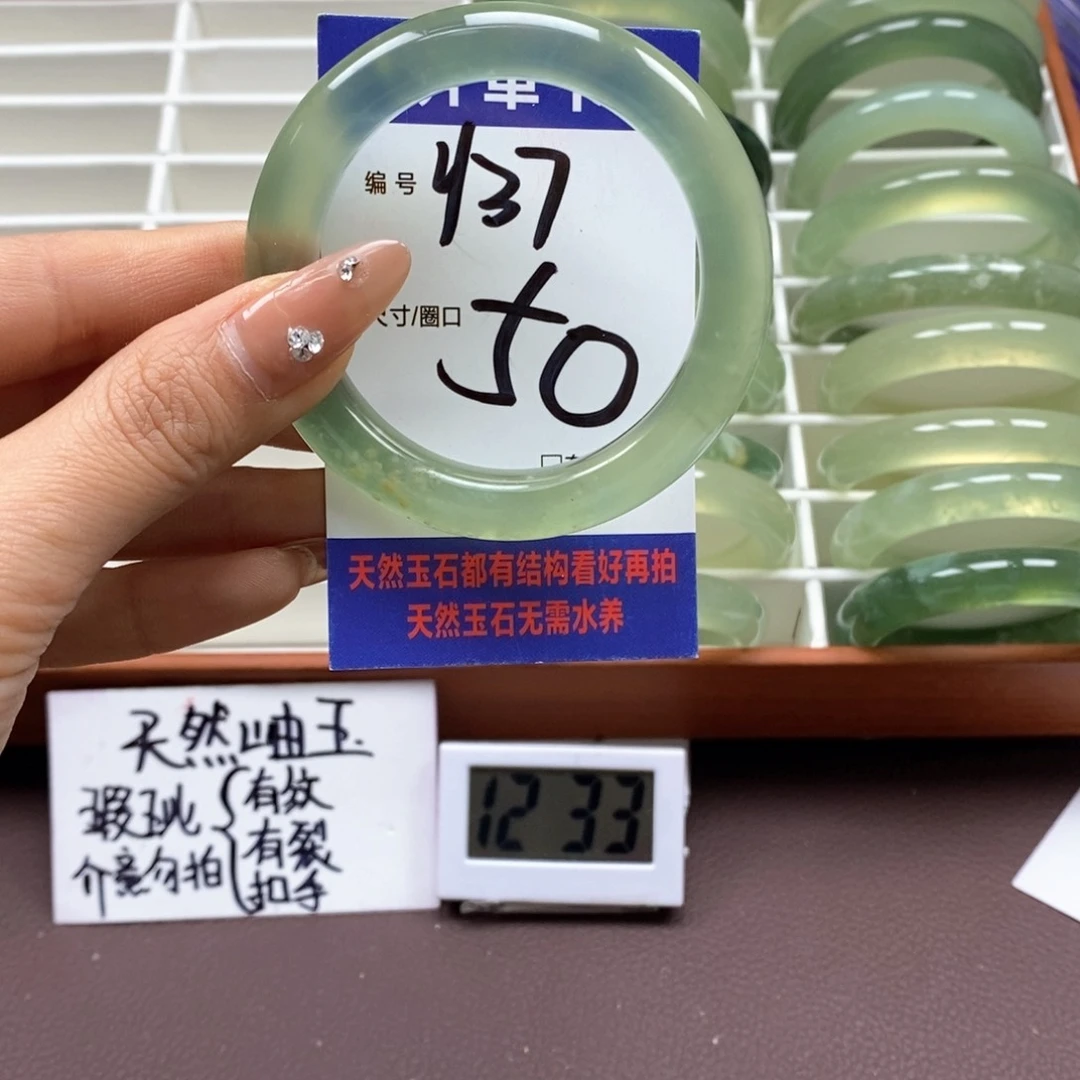 单
编号 437
尺寸/圈口 50
天然玉石都有结构看好再拍
天然玉石无需水养
天然岫玉
瑕玼 有纹
介意勿拍 有裂
扣手
12 33